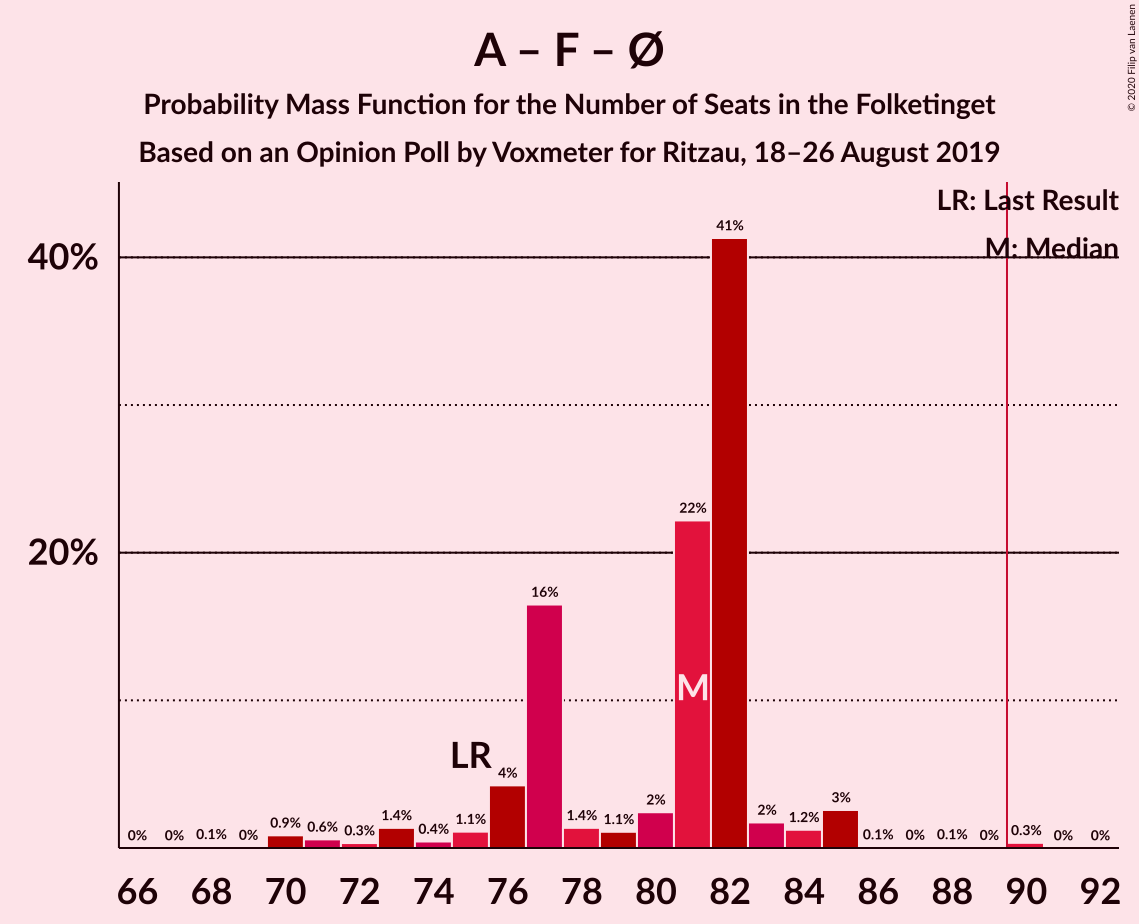 A – F – Ø
Probability Mass Function for the Number of Seats in the Folketinget
Based on an Opinion Poll by Voxmeter for Ritzau, 18–26 August 2019
© 2020 Filip van Laenen
LR: Last Result
M: Median
40%
20%
0% 0% 0.1% 0% 0.9% 0.6% 0.3% 1.4% 0.4% 1.1% 4% 16% 1.4% 1.1% 2% 22% 41% 2% 1.2% 3% 0.1% 0% 0.1% 0% 0.3% 0% 0%
LR
M
66 68 70 72 74 76 78 80 82 84 86 88 90 92